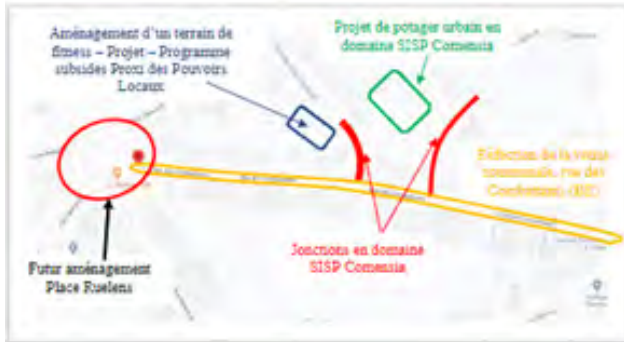 Aménagement d'un terrain de
fitness – Projet – Programme
subsides Proxi des Pouvoirs
Locaux
Projet de potager urbain en
domaine SISP Comensia
Réfection de la voirie
communale, rue des
Jonctions en domaine
SISP Comensia
Futur aménagement
Place Ruelens